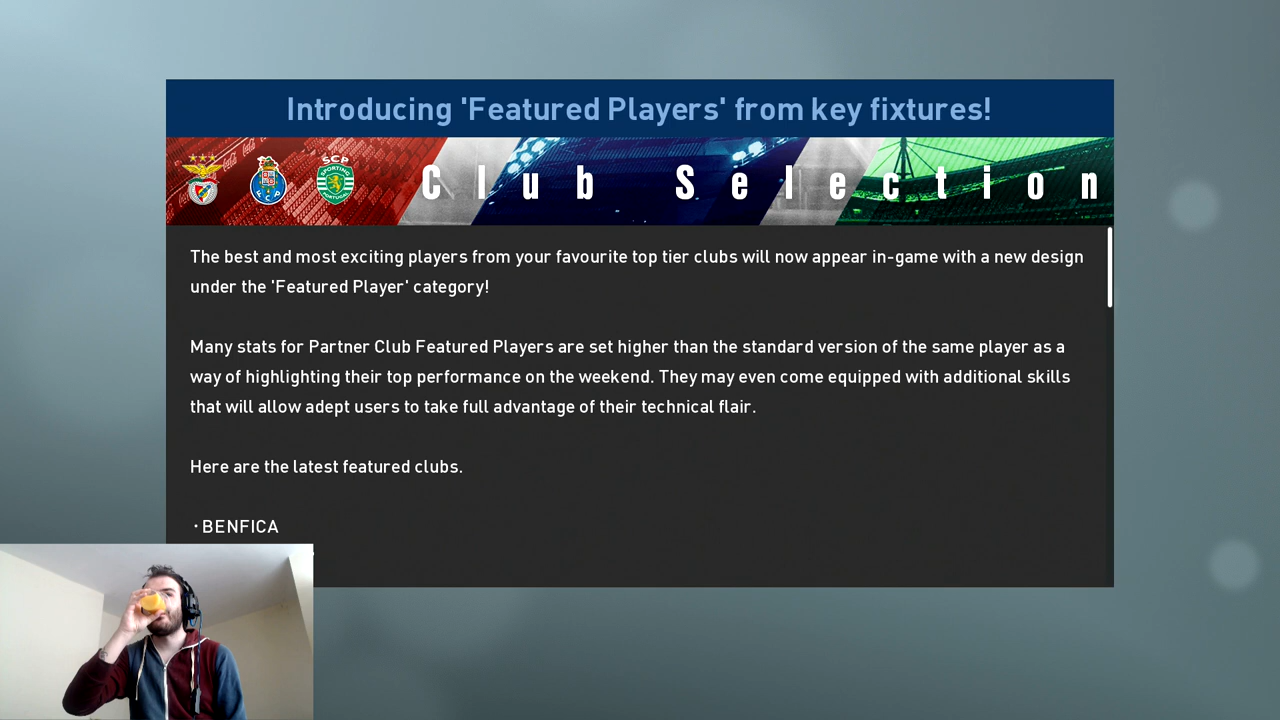 Introducing 'Featured Players' from key fixtures!
SCP
SPORTING
PORTUGAL
Club Selection
The best and most exciting players from your favourite top tier clubs will now appear in-game with a new design
under the 'Featured Player' category!
Many stats for Partner Club Featured Players are set higher than the standard version of the same player as a
way of highlighting their top performance on the weekend. They may even come equipped with additional skills
that will allow adept users to take full advantage of their technical flair.
Here are the latest featured clubs.
・BENFICA